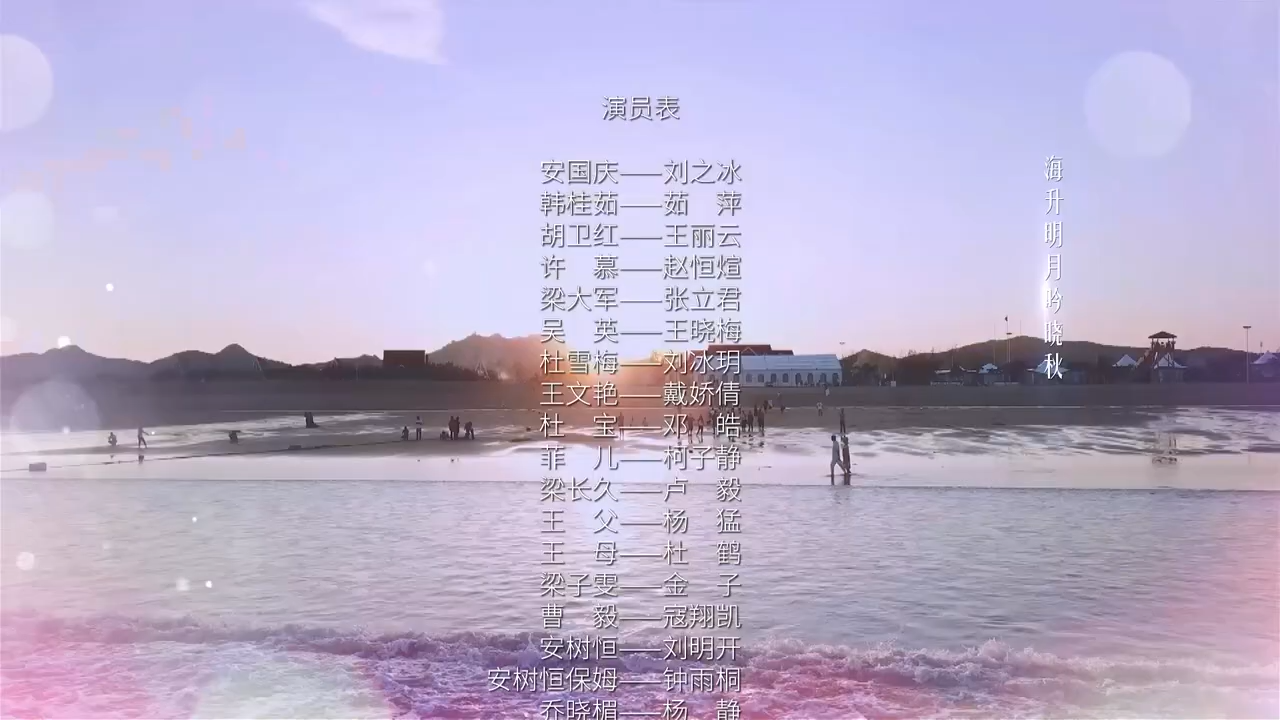 演员表
安国庆——刘之冰
韩桂茹——茹　萍
胡卫红——王丽云
许　慕——赵恒煊
梁大军——张立君
吴　英——王晓梅
杜雪梅——刘冰玥
王文艳——戴娇倩
杜　宝——邓　皓
菲　儿——柯子静
梁长久——卢　毅
王　父——杨　猛
王　母——杜　鹤
梁子雯——金　子
曹　毅——寇翔凯
安树恒——刘明开
安树恒保姆——钟雨桐
乔晓楣——杨　静
海升明月吟晓秋